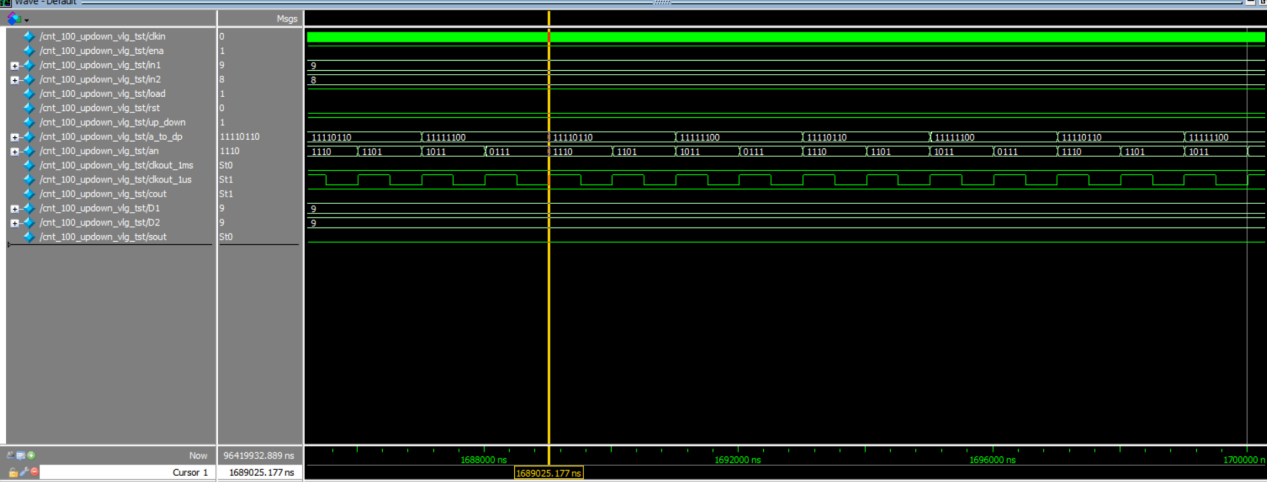 Wave - Default
Msgs
/cnt_100_updown_vlg_tst/clkin 0
/cnt_100_updown_vlg_tst/ena 1
/cnt_100_updown_vlg_tst/in1 9 9
/cnt_100_updown_vlg_tst/in2 8 8
/cnt_100_updown_vlg_tst/load 1
/cnt_100_updown_vlg_tst/rst 0
/cnt_100_updown_vlg_tst/up_down 1
/cnt_100_updown_vlg_tst/a_to_dp 11110110 11110110 11111100 11110110 11111100 11110110 11111100 11110110 11111100
/cnt_100_updown_vlg_tst/an 1110 1110 1101 1011 0111 1110 1101 1011 0111 1110 1101 1011 0111 1110 1101 1011
/cnt_100_updown_vlg_tst/clkout_1ms St0
/cnt_100_updown_vlg_tst/clkout_1us St1
/cnt_100_updown_vlg_tst/cout St1
/cnt_100_updown_vlg_tst/D1 9 9
/cnt_100_updown_vlg_tst/D2 9 9
/cnt_100_updown_vlg_tst/sout St0
Now 96419932.889 ns 1688000 ns 1692000 ns 1696000 ns 1700000 n
Cursor 1 1689025.177 ns 1689025.177 ns